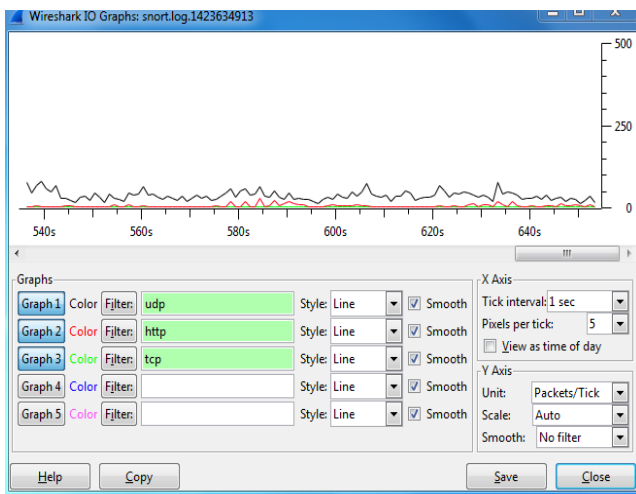 Wireshark IO Graphs: snort.log.1423634913
500
250
0
540s 560s 580s 600s 620s 640s
Graphs
Graph 1 Color Filter: udp Style: Line Smooth
Graph 2 Color Filter: http Style: Line Smooth
Graph 3 Color Filter: tcp Style: Line Smooth
Graph 4 Color Filter: Style: Line Smooth
Graph 5 Color Filter: Style: Line Smooth
X Axis
Tick interval: 1 sec
Pixels per tick: 5
View as time of day
Y Axis
Unit: Packets/Tick
Scale: Auto
Smooth: No filter
Help Copy Save Close